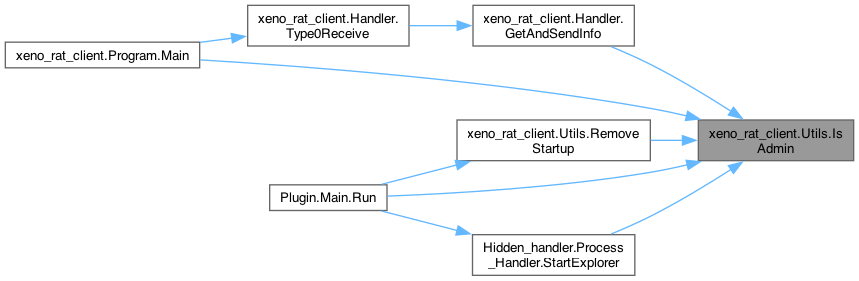 xeno_rat_client.Handler.
Type0Receive
xeno_rat_client.Handler.
GetAndSendInfo
xeno_rat_client.Program.Main
xeno_rat_client.Utils.Remove
Startup
xeno_rat_client.Utils.Is
Admin
Plugin.Main.Run
Hidden_handler.Process
_Handler.StartExplorer